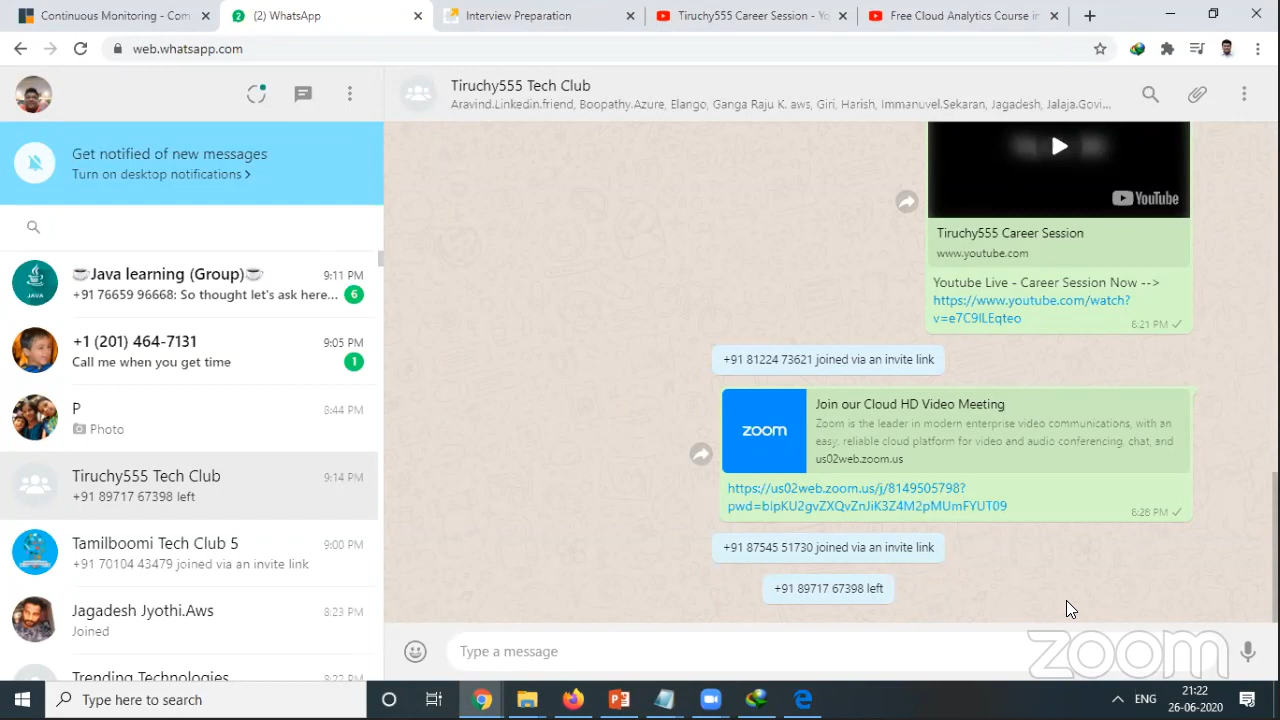 Continuous Monitoring - Com
(2) WhatsApp
Interview Preparation
Tiruchy555 Career Session - Yo
Free Cloud Analytics Course in
web.whatsapp.com
Get notified of new messages
Turn on desktop notifications >
☕Java learning (Group)☕ 9:11 PM
+91 76659 96668: So thought let's ask here... 6
+1 (201) 464-7131 9:05 PM
Call me when you get time 1
P 8:44 PM
Photo
Tiruchy555 Tech Club 9:14 PM
+91 89717 67398 left
Tamilboomi Tech Club 5 9:00 PM
+91 70104 43479 joined via an invite link
Jagadesh Jyothi.Aws 8:23 PM
Joined
Trending Technologies 8:22 PM
Tiruchy555 Tech Club
Aravind.Linkedin.friend, Boopathy.Azure, Elango, Ganga Raju K. aws, Giri, Harish, Immanuvel.Sekaran, Jagadesh, Jalaja.Govi...
YouTube
Tiruchy555 Career Session
www.youtube.com
Youtube Live - Career Session Now -->
https://www.youtube.com/watch?
v=e7C9ILEqteo
6:21 PM
+91 81224 73621 joined via an invite link
zoom
Join our Cloud HD Video Meeting
Zoom is the leader in modern enterprise video communications, with an
easy, reliable cloud platform for video and audio conferencing, chat, and
us02web.zoom.us
https://us02web.zoom.us/j/8149505798?
pwd=blpKU2gvZXQvZnJiK3Z4M2pMUmFYUT09
6:28 PM
+91 87545 51730 joined via an invite link
+91 89717 67398 left
Type a message
zoom
Type here to search
ENG
21:22
26-06-2020